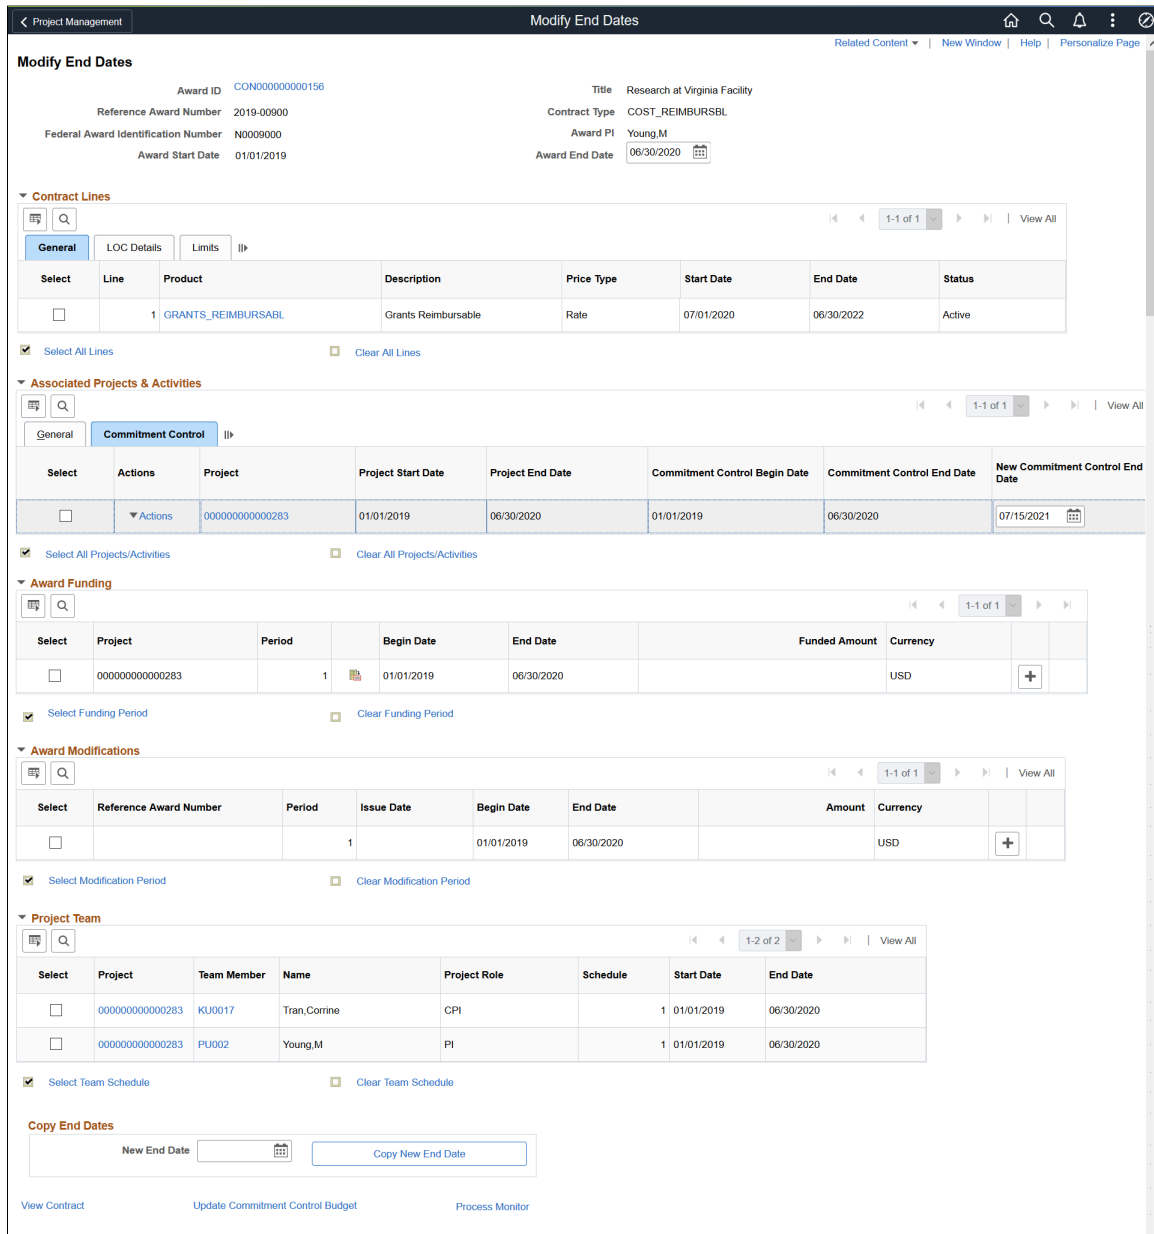 Project Management
Modify End Dates
Related Content | New Window | Help | Personalize Page
Modify End Dates
Award ID CON000000000156 Title Research at Virginia Facility
Reference Award Number 2019-00900 Contract Type COST_REIMBURSBL
Federal Award Identification Number N0009000 Award PI Young,M
Award Start Date 01/01/2019 Award End Date 06/30/2020
Contract Lines
1-1 of 1 | View All
General LOC Details Limits
Select Line Product Description Price Type Start Date End Date Status
1 GRANTS_REIMBURSABL Grants Reimbursable Rate 07/01/2020 06/30/2022 Active
Select All Lines Clear All Lines
Associated Projects & Activities
1-1 of 1 | View All
General Commitment Control
Select Actions Project Project Start Date Project End Date Commitment Control Begin Date Commitment Control End Date New Commitment Control End
Date
Actions 000000000000283 01/01/2019 06/30/2020 01/01/2019 06/30/2020 07/15/2021
Select All Projects/Activities Clear All Projects/Activities
Award Funding
1-1 of 1
Select Project Period Begin Date End Date Funded Amount Currency
000000000000283 1 01/01/2019 06/30/2020 USD
Select Funding Period Clear Funding Period
Award Modifications
1-1 of 1 | View All
Select Reference Award Number Period Issue Date Begin Date End Date Amount Currency
1 01/01/2019 06/30/2020 USD
Select Modification Period Clear Modification Period
Project Team
1-2 of 2 | View All
Select Project Team Member Name Project Role Schedule Start Date End Date
000000000000283 KU0017 Tran,Corrine CPI 1 01/01/2019 06/30/2020
000000000000283 PU002 Young,M PI 1 01/01/2019 06/30/2020
Select Team Schedule Clear Team Schedule
Copy End Dates
New End Date Copy New End Date
View Contract Update Commitment Control Budget Process Monitor